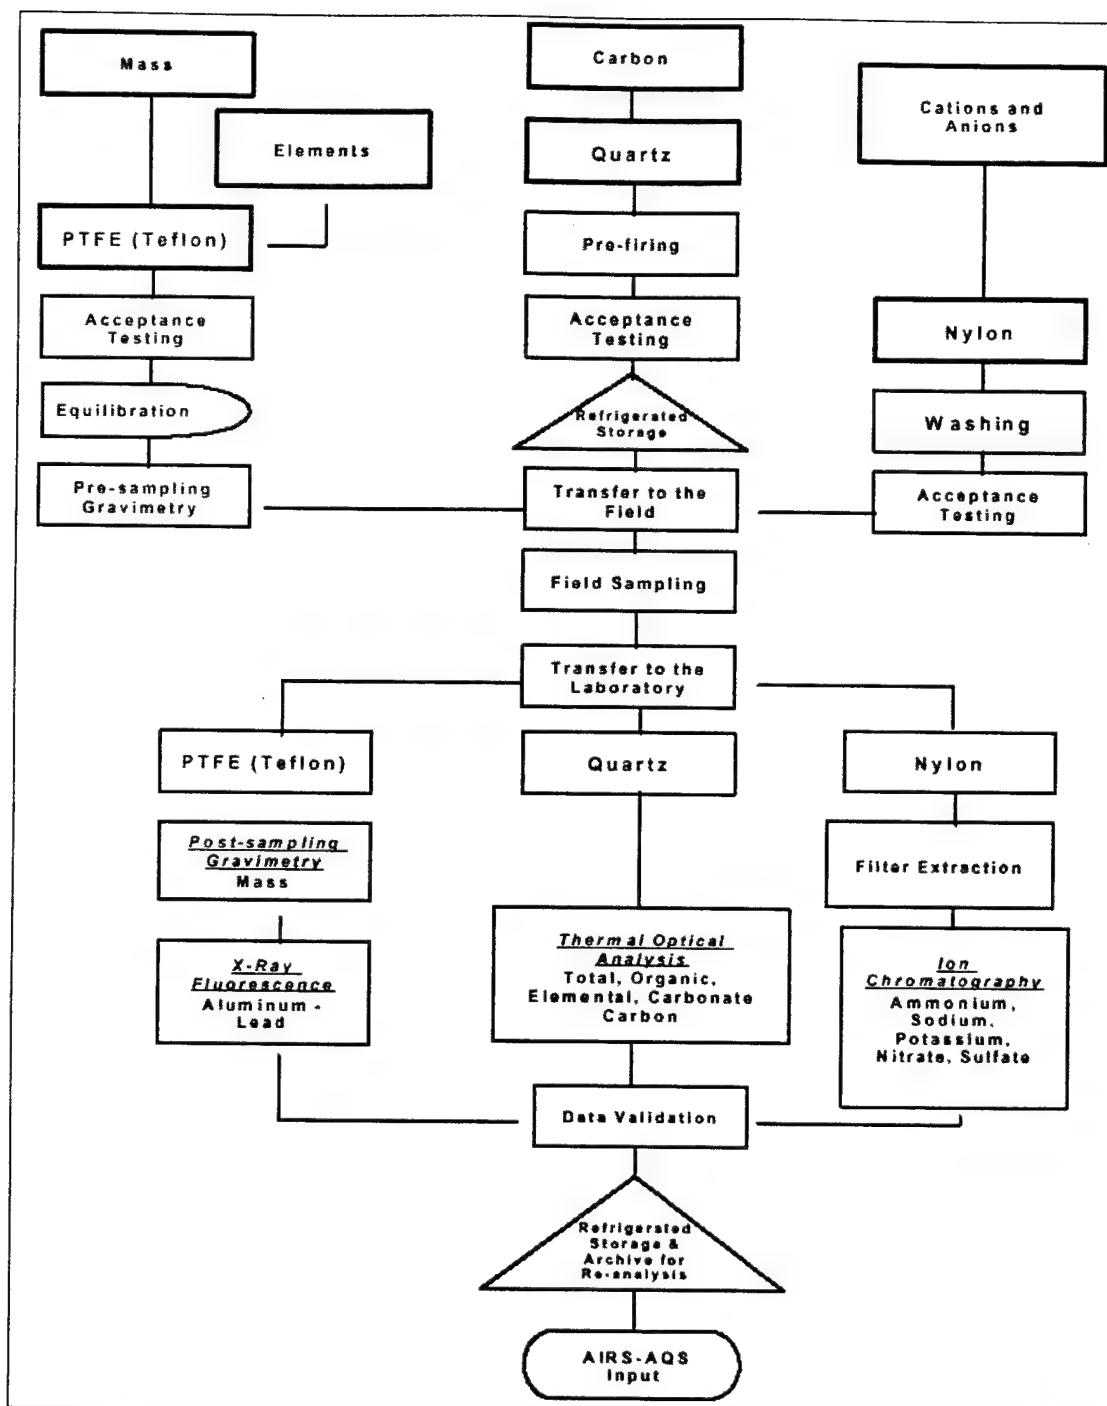 Mass
Carbon
Cations and
Anions
Elements
Quartz
PTFE (Teflon)
Pre-firing
Acceptance
Testing
Acceptance
Testing
Nylon
Equilibration
Refrigerated
Storage
Washing
Pre-sampling
Gravimetry
Transfer to the
Field
Acceptance
Testing
Field Sampling
Transfer to the
Laboratory
PTFE (Teflon)
Quartz
Nylon
Post-sampling
Gravimetry
Mass
Filter Extraction
X-Ray
Fluorescence
Aluminum -
Lead
Thermal Optical
Analysis
Total, Organic,
Elemental, Carbonate
Carbon
Ion
Chromatography
Ammonium,
Sodium,
Potassium,
Nitrate, Sulfate
Data Validation
Refrigerated
Storage &
Archive for
Re-analysis
AIRS-AQS
Input